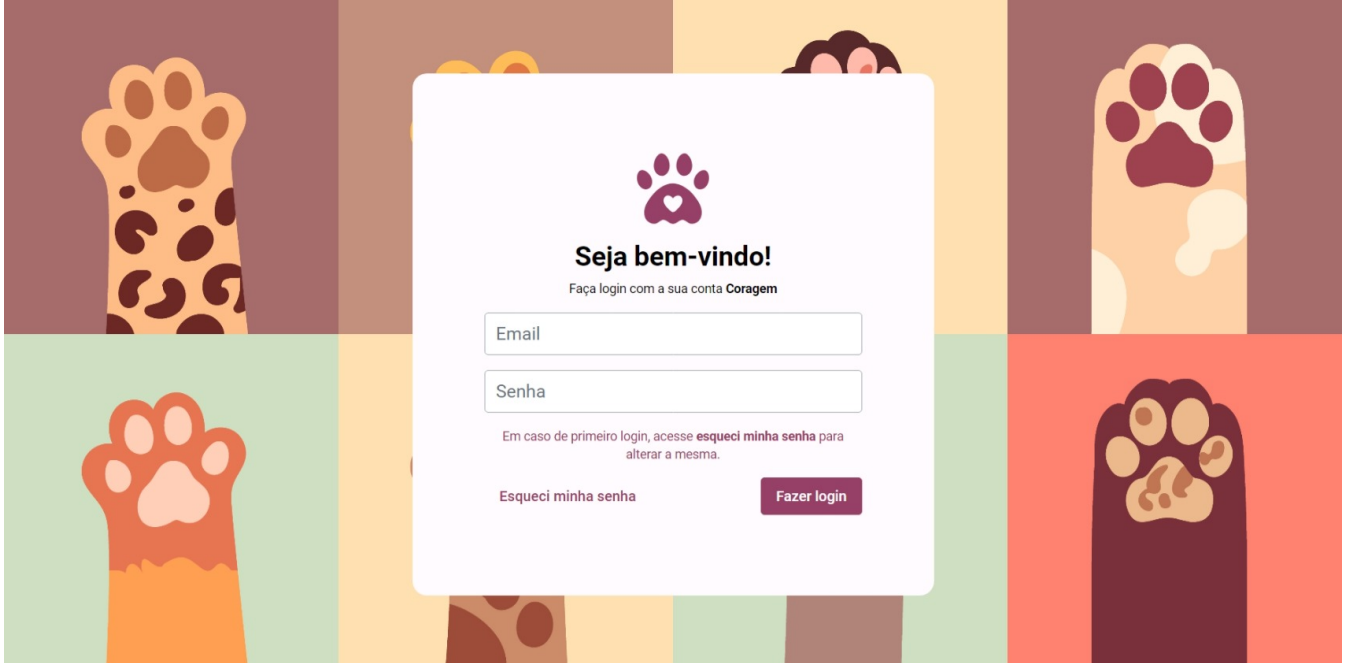 Seja bem-vindo!
Faça login com a sua conta Coragem
Email
Senha
Em caso de primeiro login, acesse esqueci minha senha para
alterar a mesma.
Esqueci minha senha
Fazer login